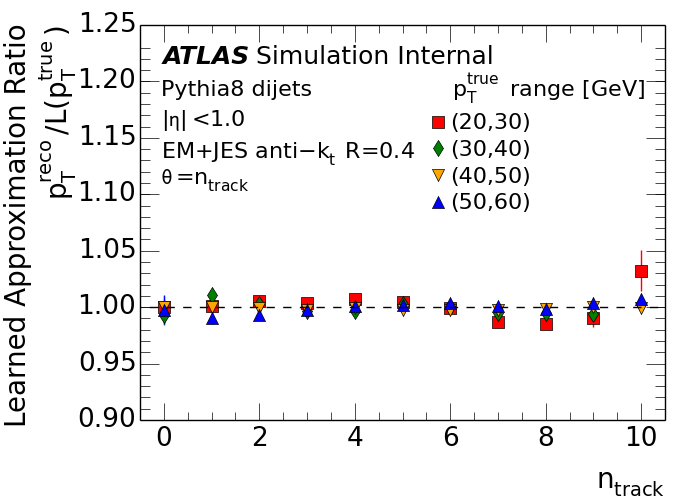 Learned Approximation Ratio
p_T^reco /L(p_T^true )
1.25
1.20
1.15
1.10
1.05
1.00
0.95
0.90
ATLAS Simulation Internal
Pythia8 dijets
|η| <1.0
EM+JES anti−k_t R=0.4
θ =n_track
p_T^true range [GeV]
(20,30)
(30,40)
(40,50)
(50,60)
0 2 4 6 8 10
n_track